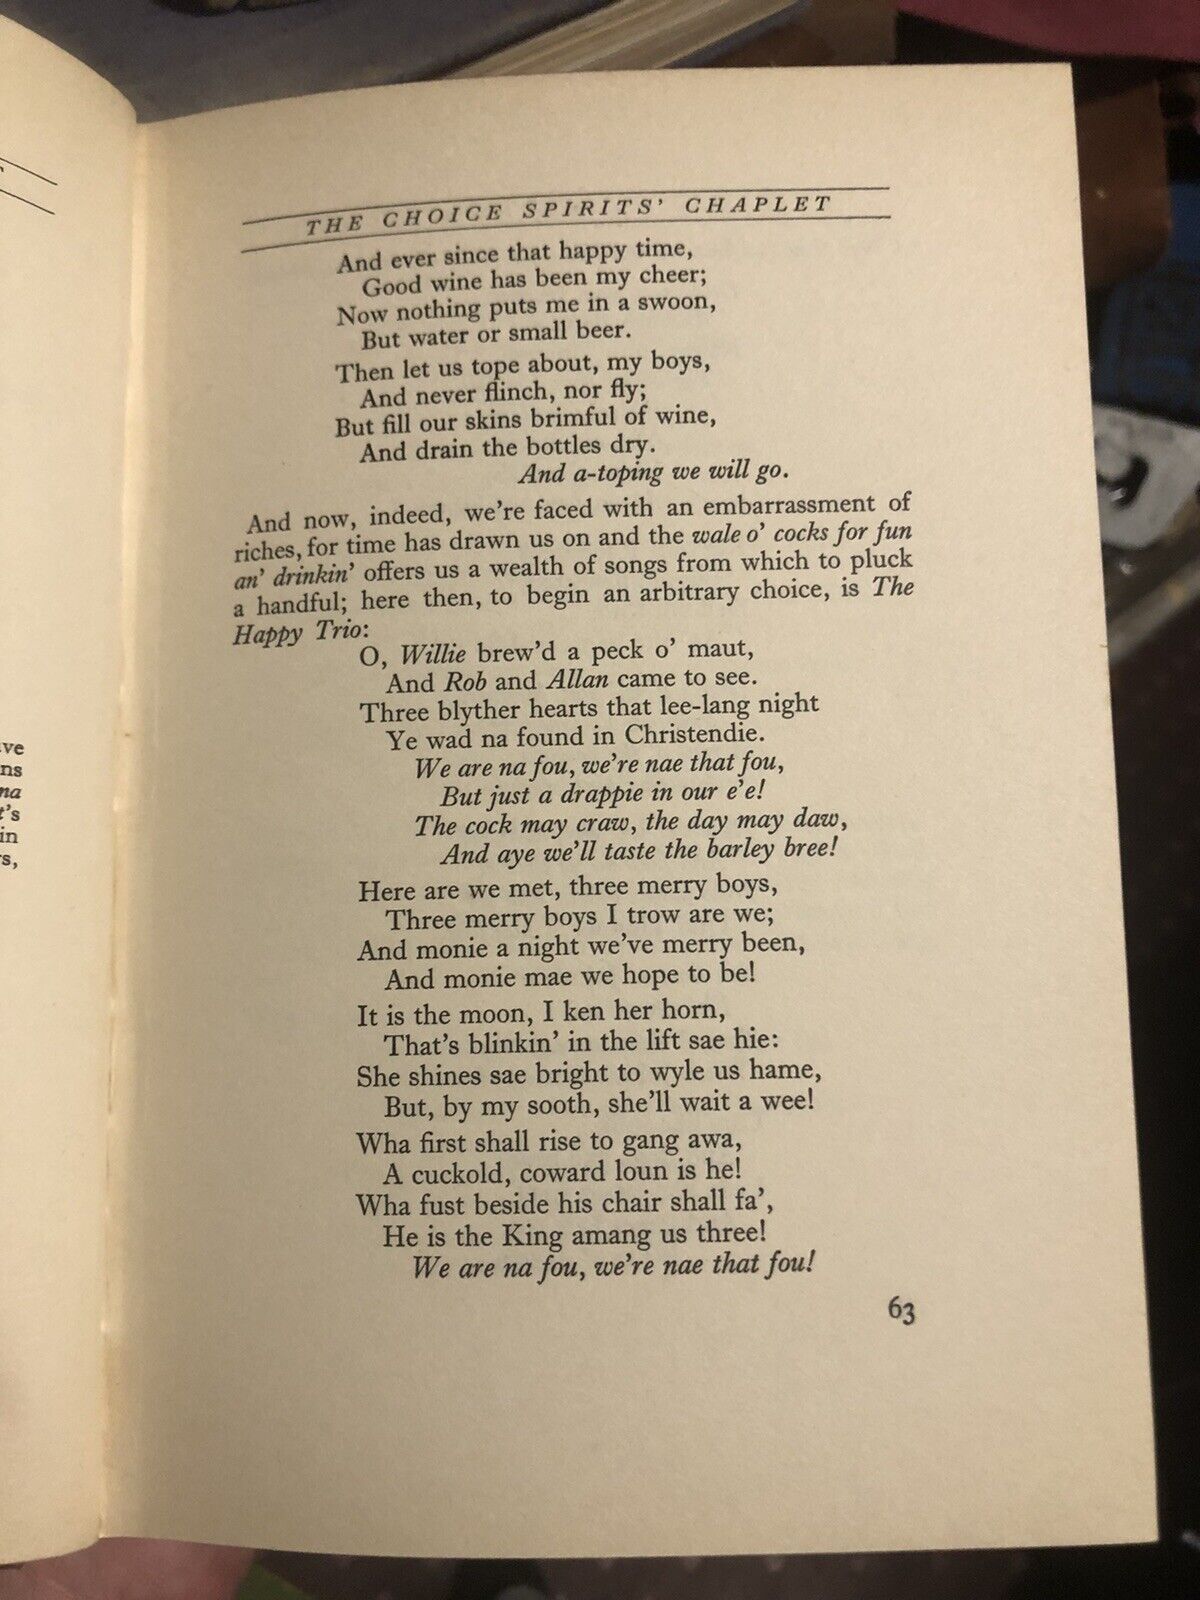 THE CHOICE SPIRITS' CHAPLET
And ever since that happy time,
Good wine has been my cheer;
Now nothing puts me in a swoon,
But water or small beer.
Then let us tope about, my boys,
And never flinch, nor fly;
But fill our skins brimful of wine,
And drain the bottles dry.
And a-toping we will go.
And now, indeed, we're faced with an embarrassment of
riches, for time has drawn us on and the wale o' cocks for fun
an' drinkin' offers us a wealth of songs from which to pluck
a handful; here then, to begin an arbitrary choice, is The
Happy Trio:
O, Willie brew'd a peck o' maut,
And Rob and Allan came to see.
Three blyther hearts that lee-lang night
Ye wad na found in Christendie.
We are na fou, we're nae that fou,
But just a drappie in our e'e!
The cock may craw, the day may daw,
And aye we'll taste the barley bree!
Here are we met, three merry boys,
Three merry boys I trow are we;
And monie a night we've merry been,
And monie mae we hope to be!
It is the moon, I ken her horn,
That's blinkin' in the lift sae hie:
She shines sae bright to wyle us hame,
But, by my sooth, she'll wait a wee!
Wha first shall rise to gang awa,
A cuckold, coward loun is he!
Wha fust beside his chair shall fa',
He is the King amang us three!
We are na fou, we're nae that fou!
63
ve
ns
na
t's
in
s,